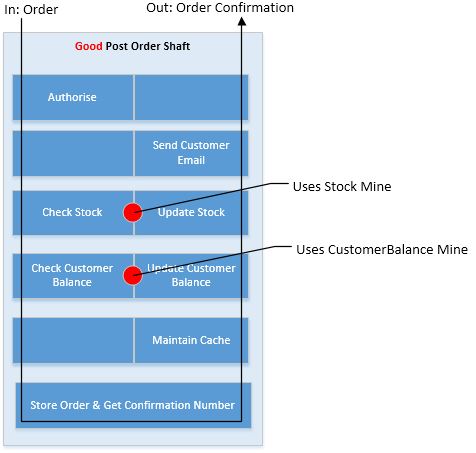 In: Order
Out: Order Confirmation
Good Post Order Shaft
Authorise
Send Customer
Email
Check Stock
Update Stock
Uses Stock Mine
Check Customer
Balance
Update Customer
Balance
Uses CustomerBalance Mine
Maintain Cache
Store Order & Get Confirmation Number